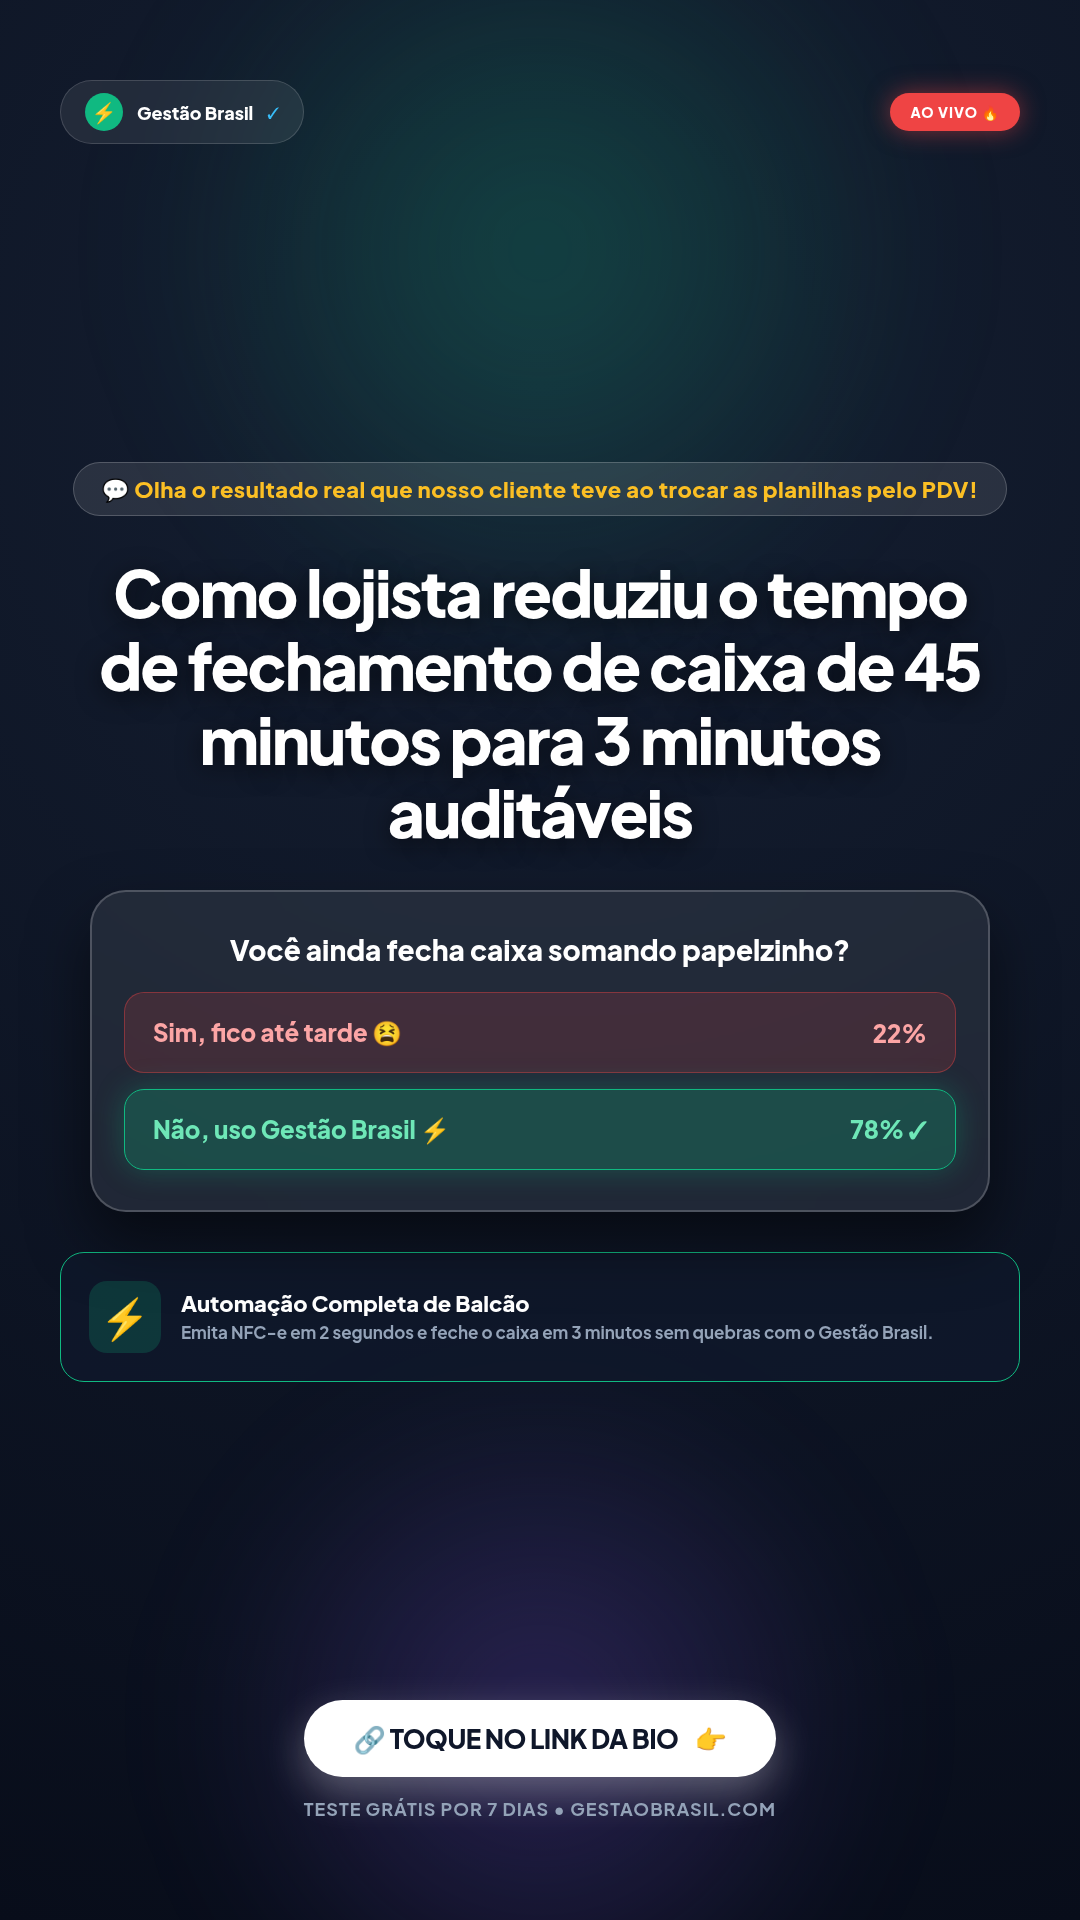 ⚡ Gestão Brasil ✓
AO VIVO 🔥
💬 Olha o resultado real que nosso cliente teve ao trocar as planilhas pelo PDV!
Como lojista reduziu o tempo
de fechamento de caixa de 45
minutos para 3 minutos
auditáveis
Você ainda fecha caixa somando papelzinho?
Sim, fico até tarde 😫 22%
Não, uso Gestão Brasil ⚡ 78% ✓
⚡ Automação Completa de Balcão
Emita NFC-e em 2 segundos e feche o caixa em 3 minutos sem quebras com o Gestão Brasil.
🔗 TOQUE NO LINK DA BIO 👉
TESTE GRÁTIS POR 7 DIAS • GESTAOBRASIL.COM